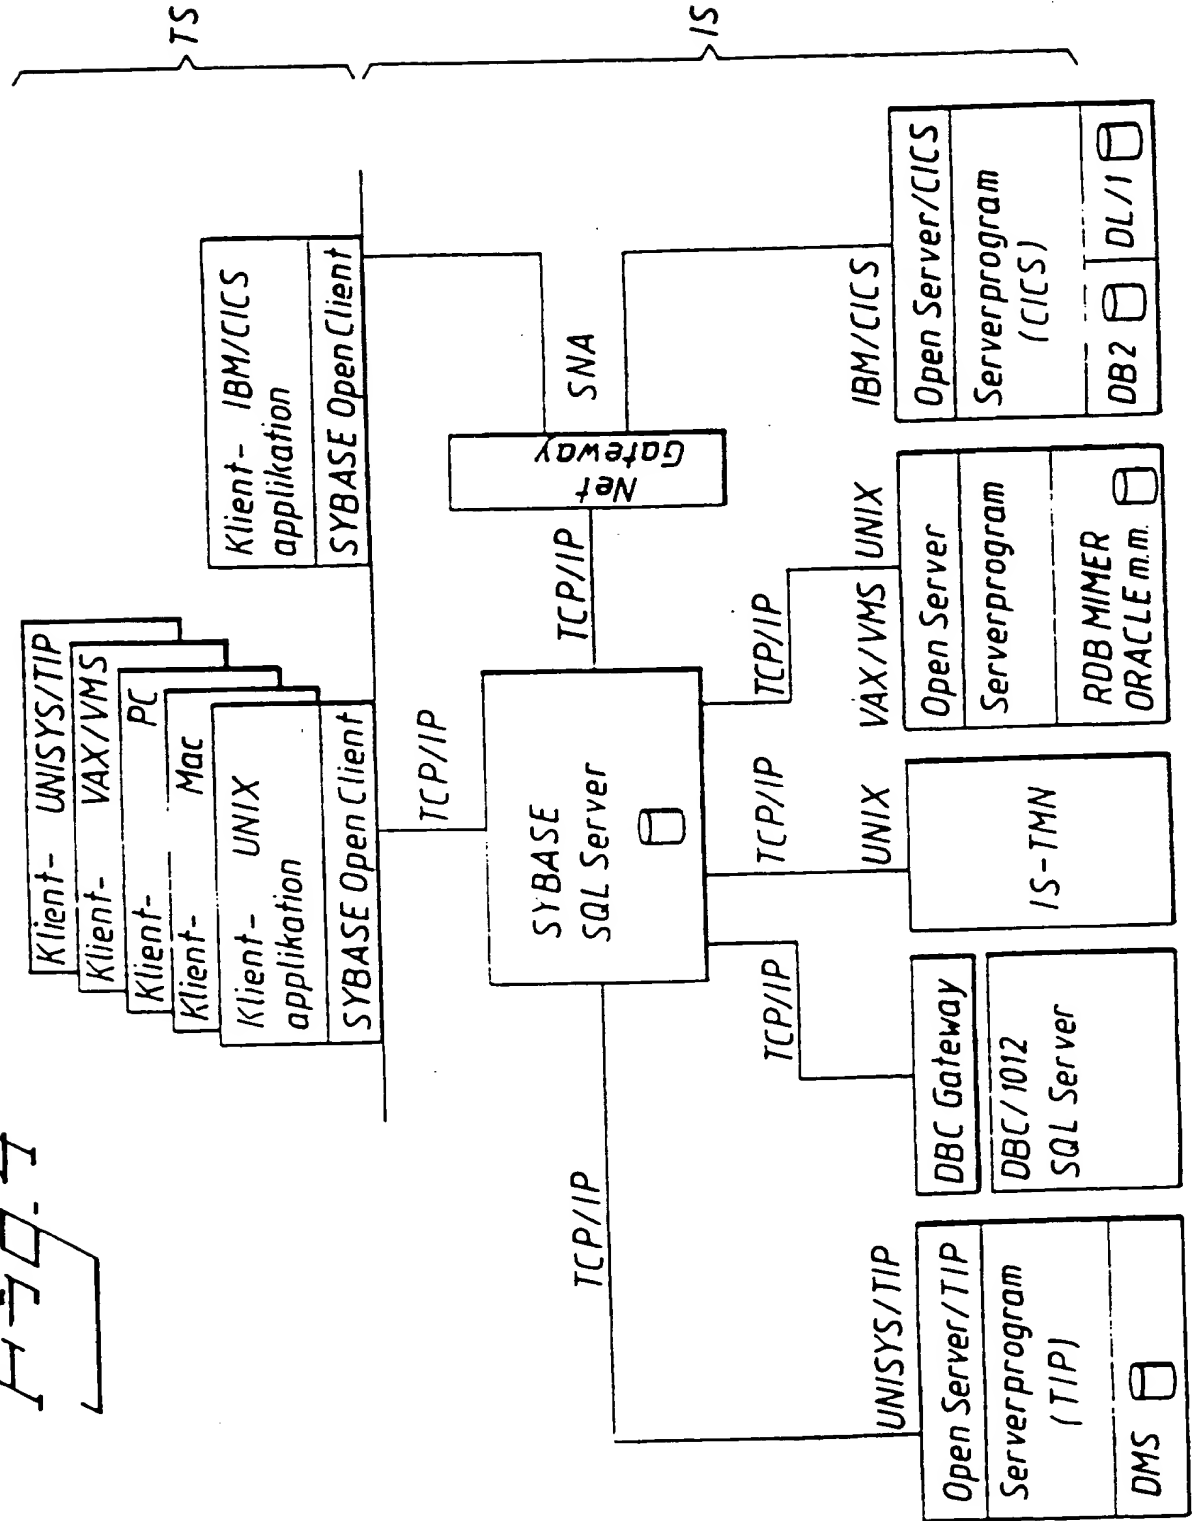 TS
IS
Klient- UNISYS/TIP
Klient- VAX/VMS
Klient- PC
Klient- Mac
Klient- UNIX
applikation
SYBASE Open Client
Klient- IBM/CICS
applikation
SYBASE Open Client
TCP/IP
SYBASE
SQL Server
TCP/IP
Net
Gateway
SNA
TCP/IP
TCP/IP
TCP/IP
TCP/IP
UNISYS/TIP
Open Server/TIP
Serverprogram
(TIP)
DMS
DBC Gateway
DBC/1012
SQL Server
UNIX
IS-TMN
VAX/VMS UNIX
Open Server
Serverprogram
RDB MIMER
ORACLE m.m.
IBM/CICS
Open Server/CICS
Serverprogram
(CICS)
DB2 DL/1